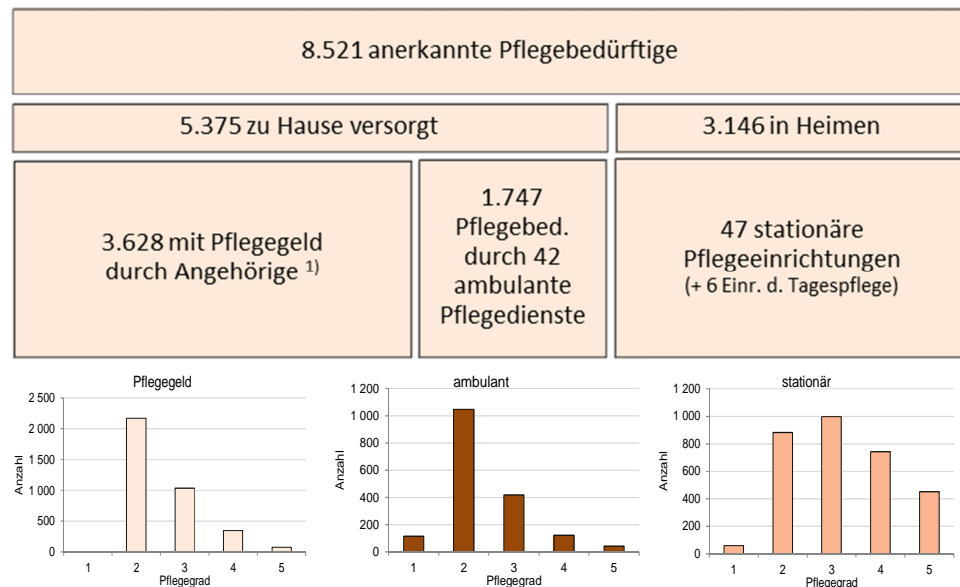 8.521 anerkannte Pflegebedürftige
5.375 zu Hause versorgt
3.146 in Heimen
3.628 mit Pflegegeld
durch Angehörige 1)
1.747
Pflegebed.
durch 42
ambulante
Pflegedienste
47 stationäre
Pflegeeinrichtungen
(+ 6 Einr. d. Tagespflege)
Pflegegeld
2 500
2 000
1 500
1 000
500
0
Anzahl
1 2 3 4 5
Pflegegrad
ambulant
1 200
1 000
800
600
400
200
0
Anzahl
1 2 3 4 5
Pflegegrad
stationär
1 200
1 000
800
600
400
200
0
Anzahl
1 2 3 4 5
Pflegegrad